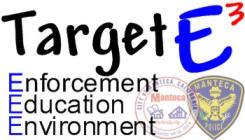 Target E³
Enforcement
Education
Environment
Manteca
MANTECA
POLICE